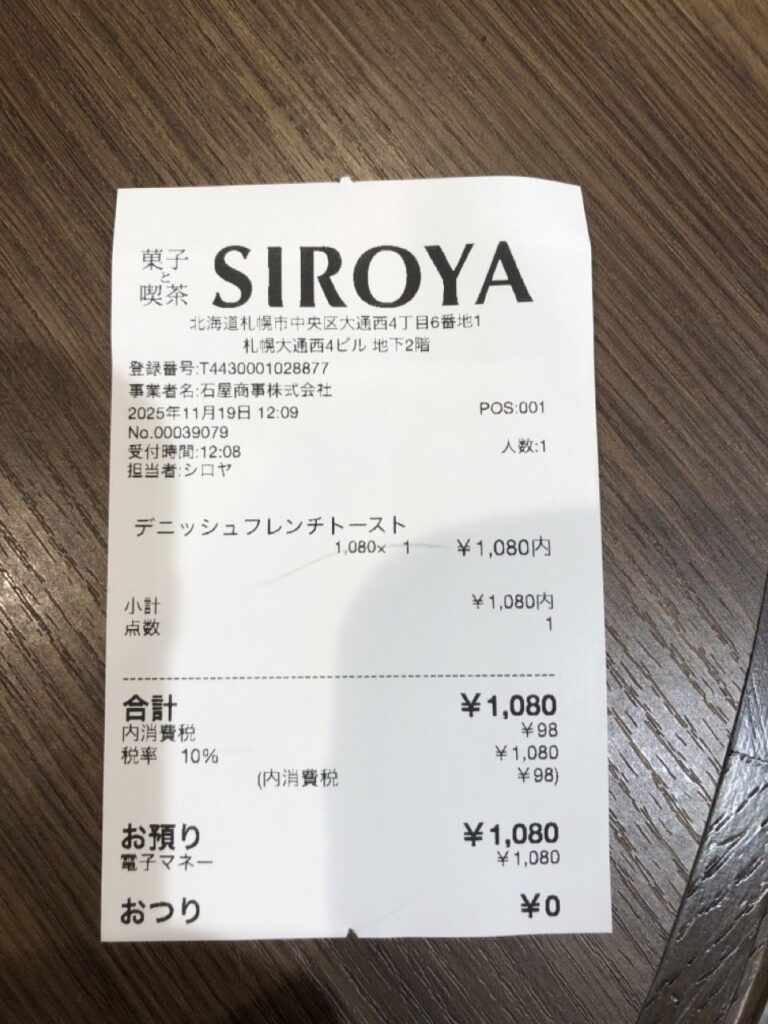 菓子と喫茶 SIROYA
北海道札幌市中央区大通西4丁目6番地1
札幌大通西4ビル 地下2階
登録番号:T4430001028877
事業者名:石屋商事株式会社
2025年11月19日 12:09 POS:001
No.00039079
受付時間:12:08 人数:1
担当者:シロヤ
デニッシュフレンチトースト
1,080× 1 ¥1,080内
小計 ¥1,080内
点数 1
合計 ¥1,080
内消費税 ¥98
税率 10% ¥1,080
(内消費税 ¥98)
お預り ¥1,080
電子マネー ¥1,080
おつり ¥0